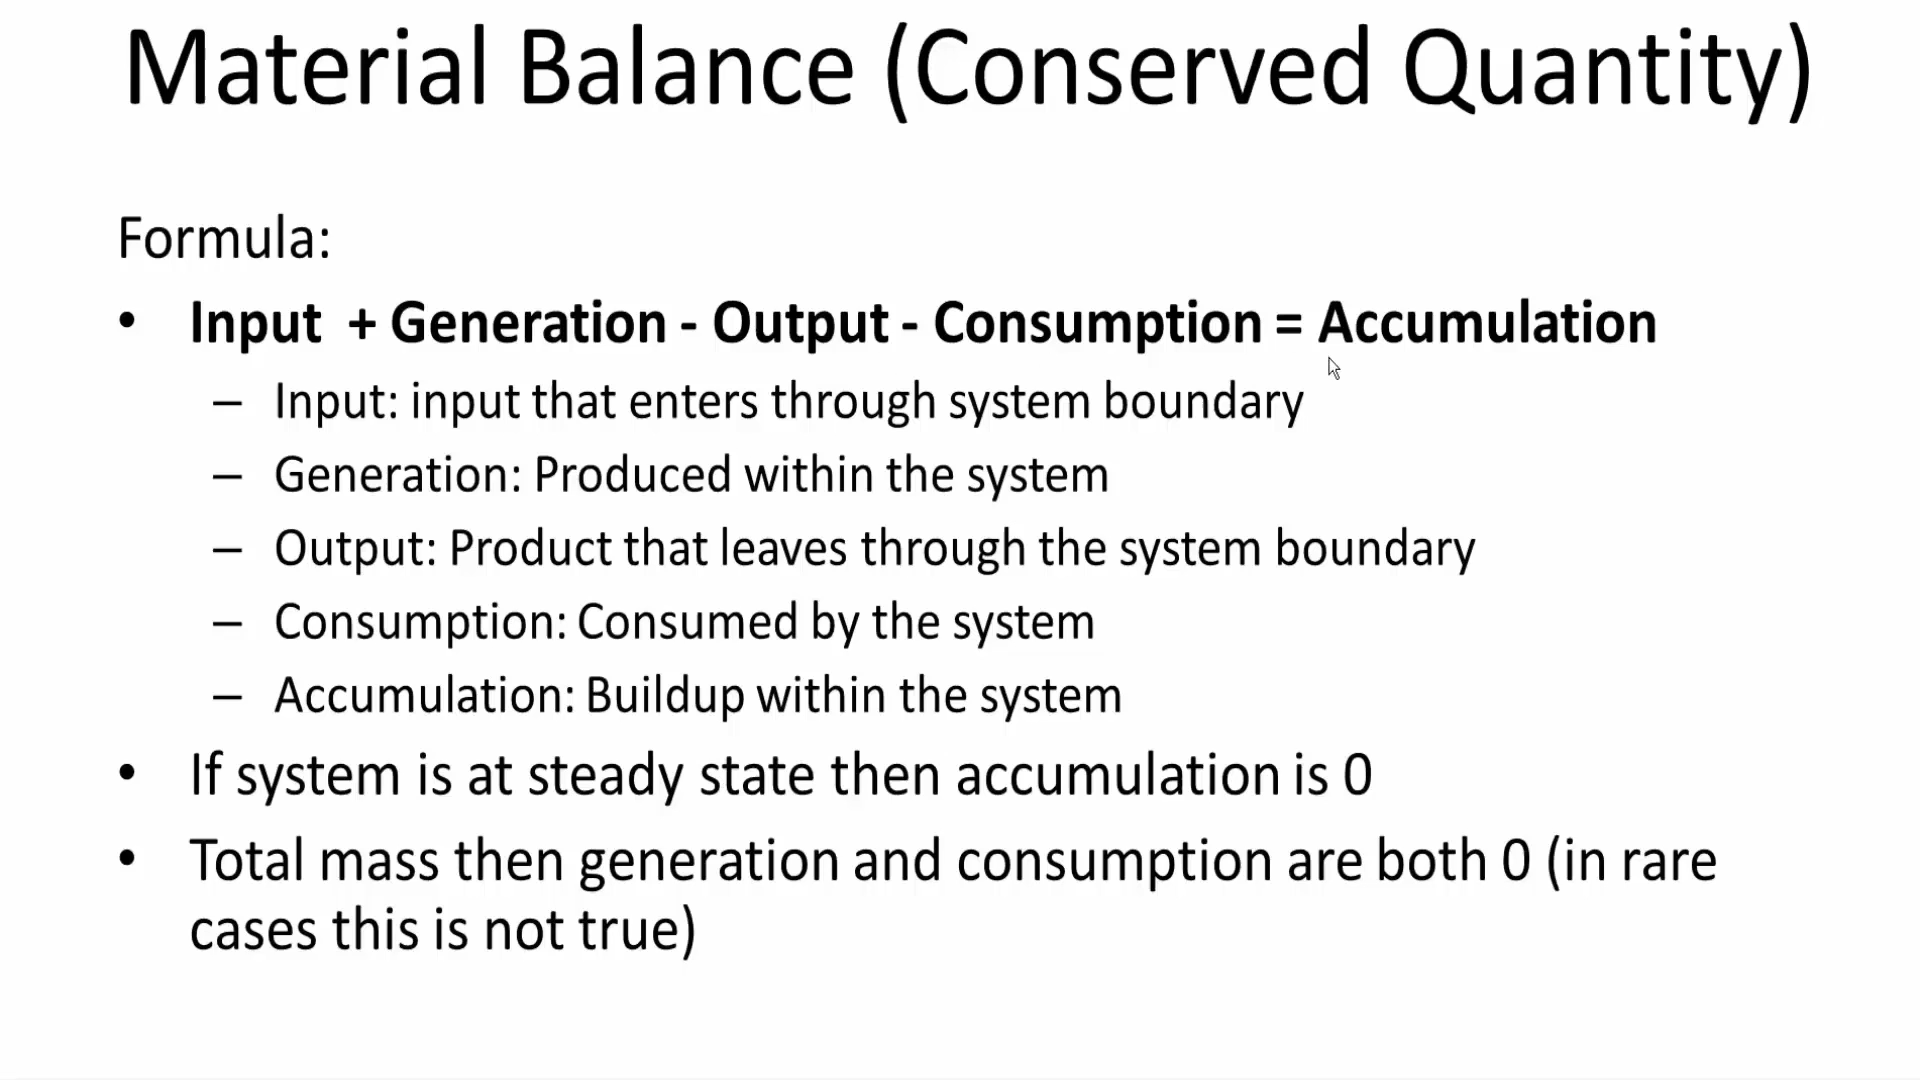 Material Balance (Conserved Quantity)
Formula:
• Input + Generation - Output - Consumption = Accumulation
– Input: input that enters through system boundary
– Generation: Produced within the system
– Output: Product that leaves through the system boundary
– Consumption: Consumed by the system
– Accumulation: Buildup within the system
• If system is at steady state then accumulation is 0
• Total mass then generation and consumption are both 0 (in rare
cases this is not true)